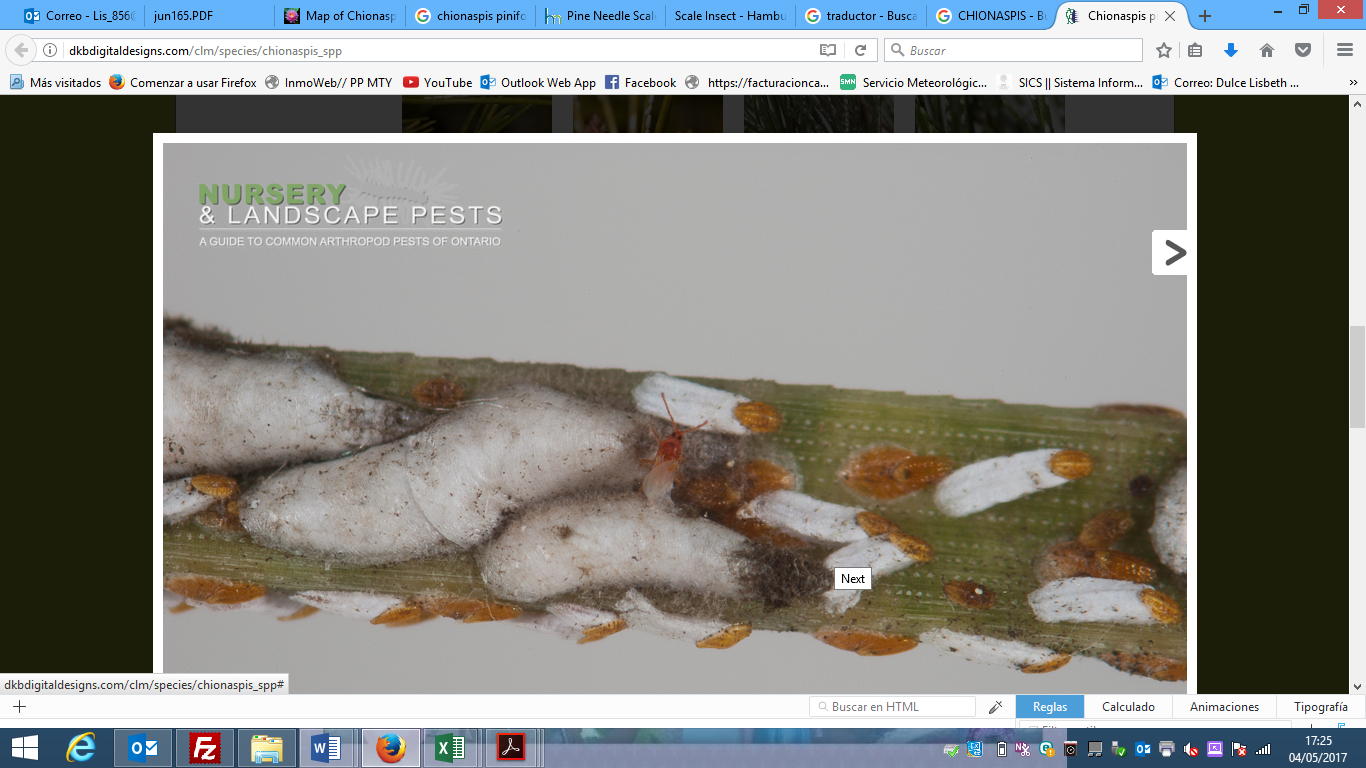 Correo - Lis_856@
jun165.PDF
Map of Chionasp
chionaspis pinifo
Pine Needle Scale
Scale Insect - Hambu
traductor - Busca
CHIONASPIS - Bu
Chionaspis p
dkbdigitaldesigns.com/clm/species/chionaspis_spp
Buscar
Más visitados
Comenzar a usar Firefox
InmoWeb// PP MTY
YouTube
Outlook Web App
Facebook
https://facturacionca...
SMN
Servicio Meteorológic...
SICS || Sistema Inform...
Correo: Dulce Lisbeth ...
NURSERY
& LANDSCAPE PESTS
A GUIDE TO COMMON ARTHROPOD PESTS OF ONTARIO
>
Next
dkbdigitaldesigns.com/clm/species/chionaspis_spp#
Buscar en HTML
Reglas
Calculado
Animaciones
Tipografía
17:25
04/05/2017